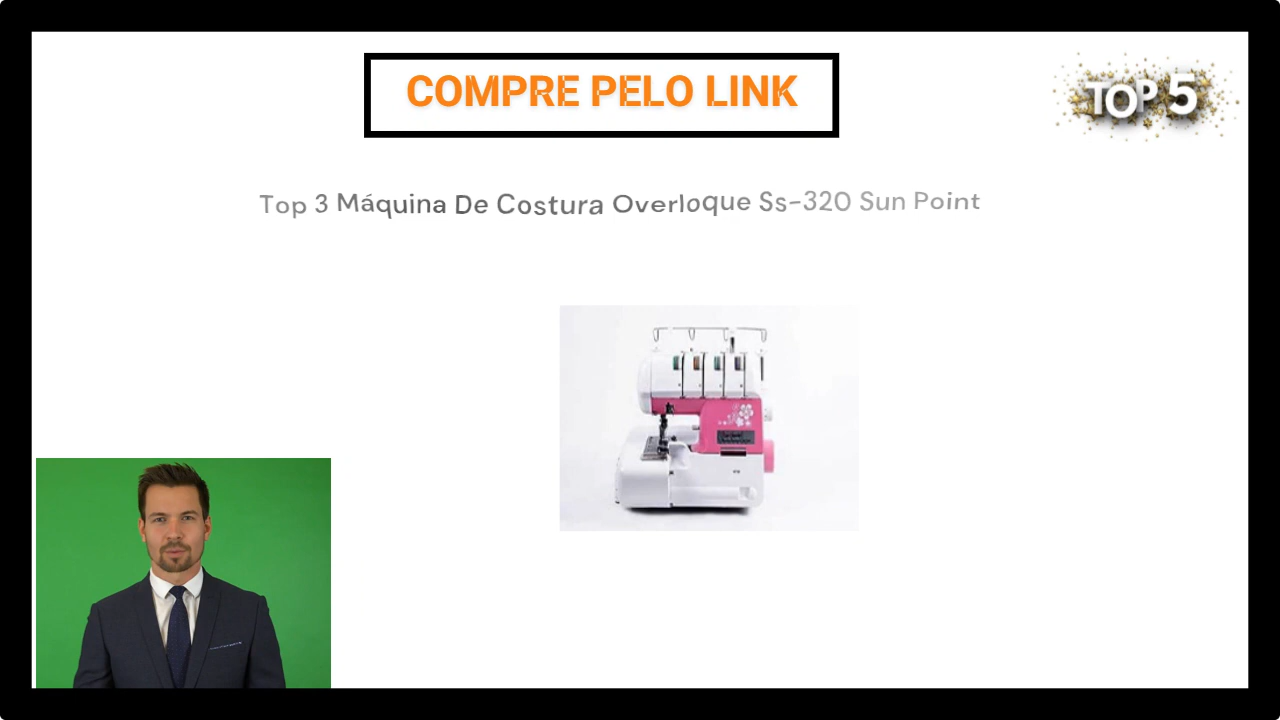 COMPRE PELO LINK
TOP 5
Top 3 Máquina De Costura Overloque Ss-320 Sun Point